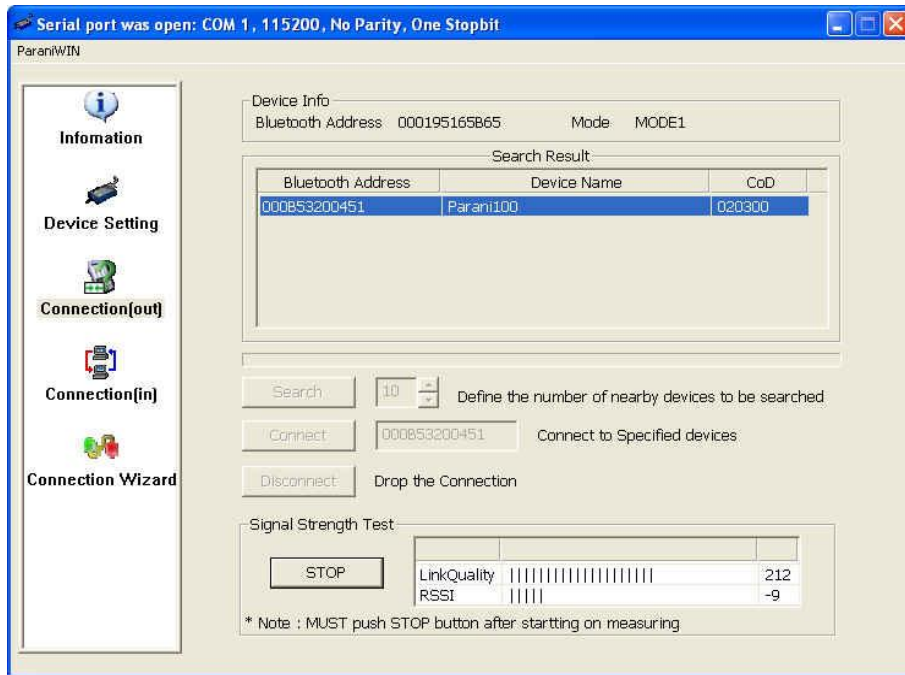 Serial port was open: COM 1, 115200, No Parity, One Stopbit
ParaniWIN
Infomation
Device Setting
Connection(out)
Connection(in)
Connection Wizard
Device Info
Bluetooth Address 000195165B65 Mode MODE1
Search Result
Bluetooth Address Device Name CoD
000B53200451 Parani100 020300
Search 10 Define the number of nearby devices to be searched
Connect 000B53200451 Connect to Specified devices
Disconnect Drop the Connection
Signal Strength Test
STOP
LinkQuality |||||||||||||||||||| 212
RSSI ||||| -9
* Note : MUST push STOP button after startting on measuring